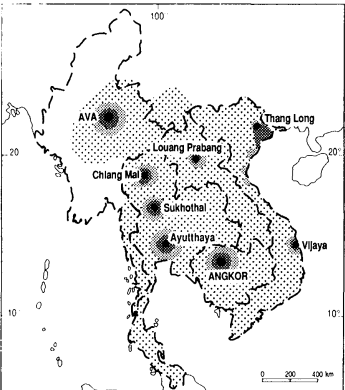 100
Thang Long
AVA
Louang Prabang
20° 20°
Chiang Mai
Sukhothai
Ayutthaya
Vijaya
ANGKOR
10° 10°
0 200 400 km